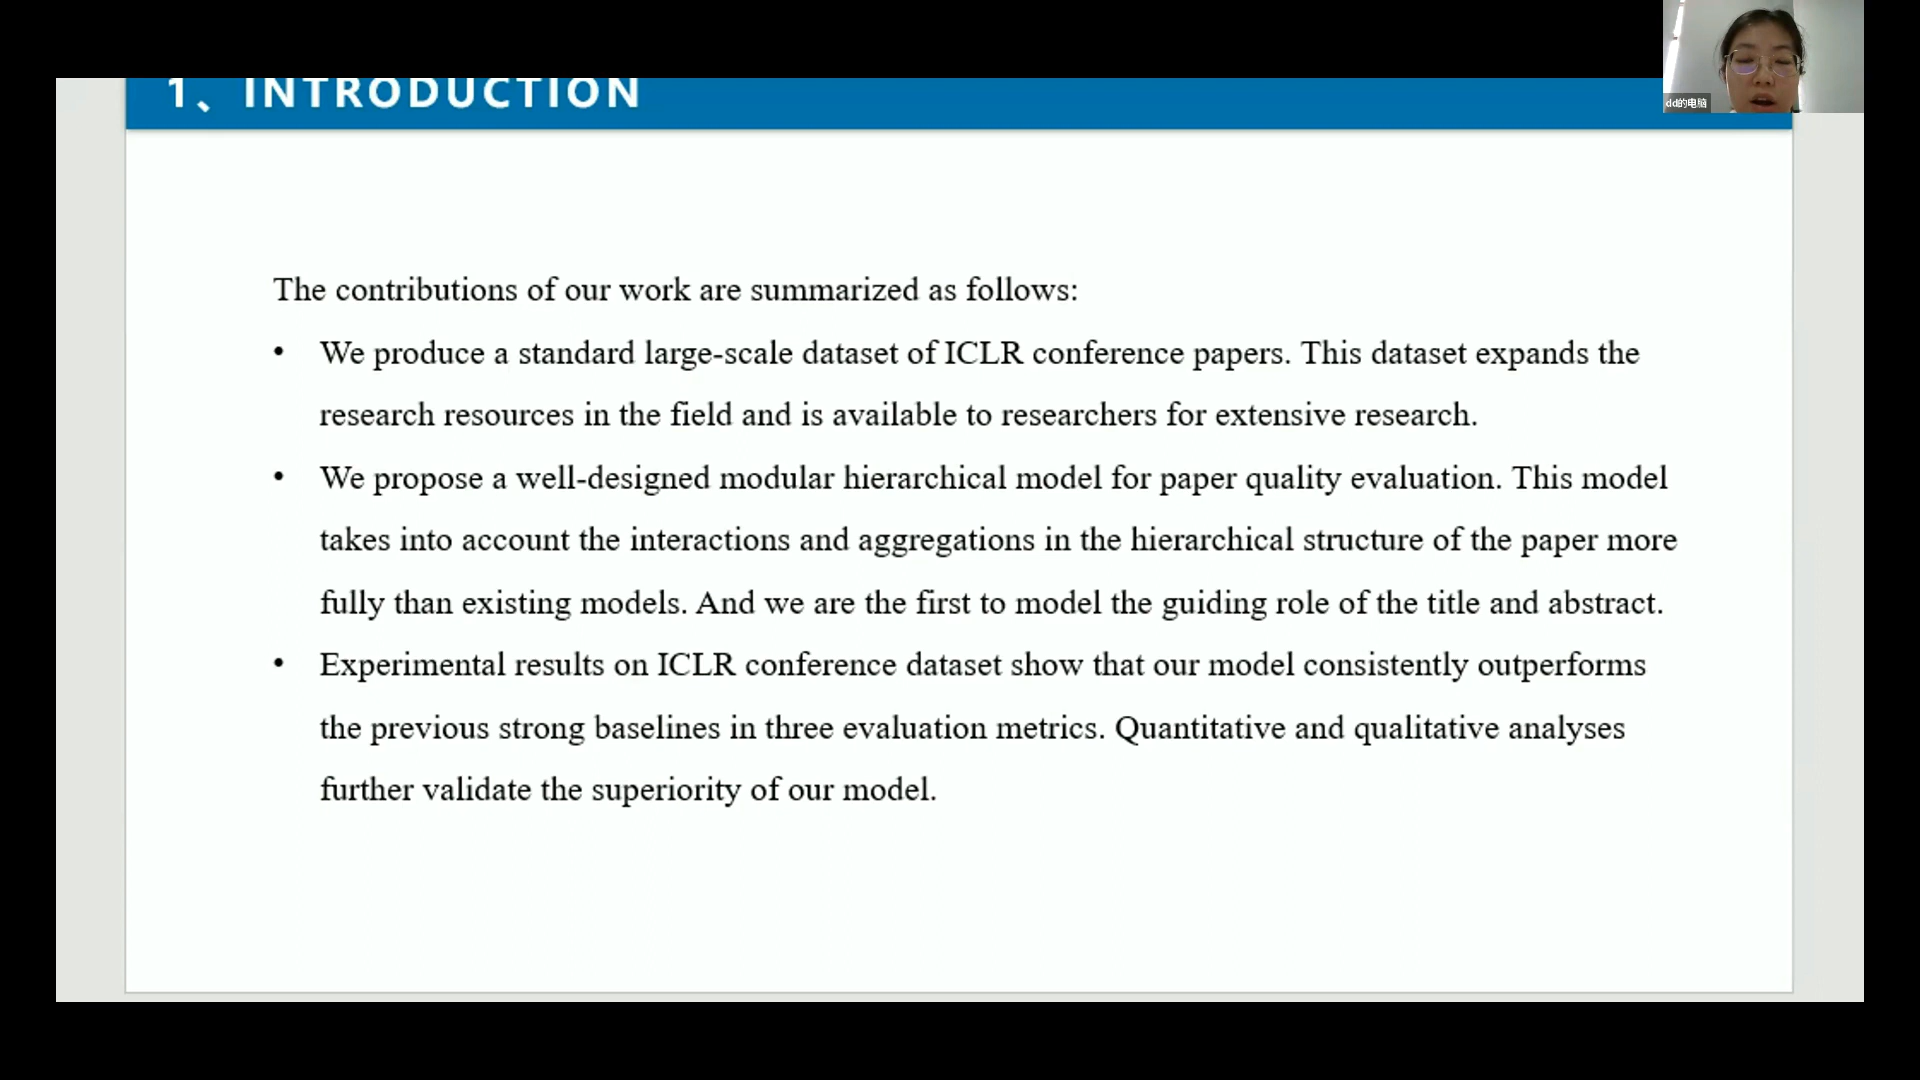 1、INTRODUCTION
dd的电脑
The contributions of our work are summarized as follows:
• We produce a standard large-scale dataset of ICLR conference papers. This dataset expands the
research resources in the field and is available to researchers for extensive research.
• We propose a well-designed modular hierarchical model for paper quality evaluation. This model
takes into account the interactions and aggregations in the hierarchical structure of the paper more
fully than existing models. And we are the first to model the guiding role of the title and abstract.
• Experimental results on ICLR conference dataset show that our model consistently outperforms
the previous strong baselines in three evaluation metrics. Quantitative and qualitative analyses
further validate the superiority of our model.